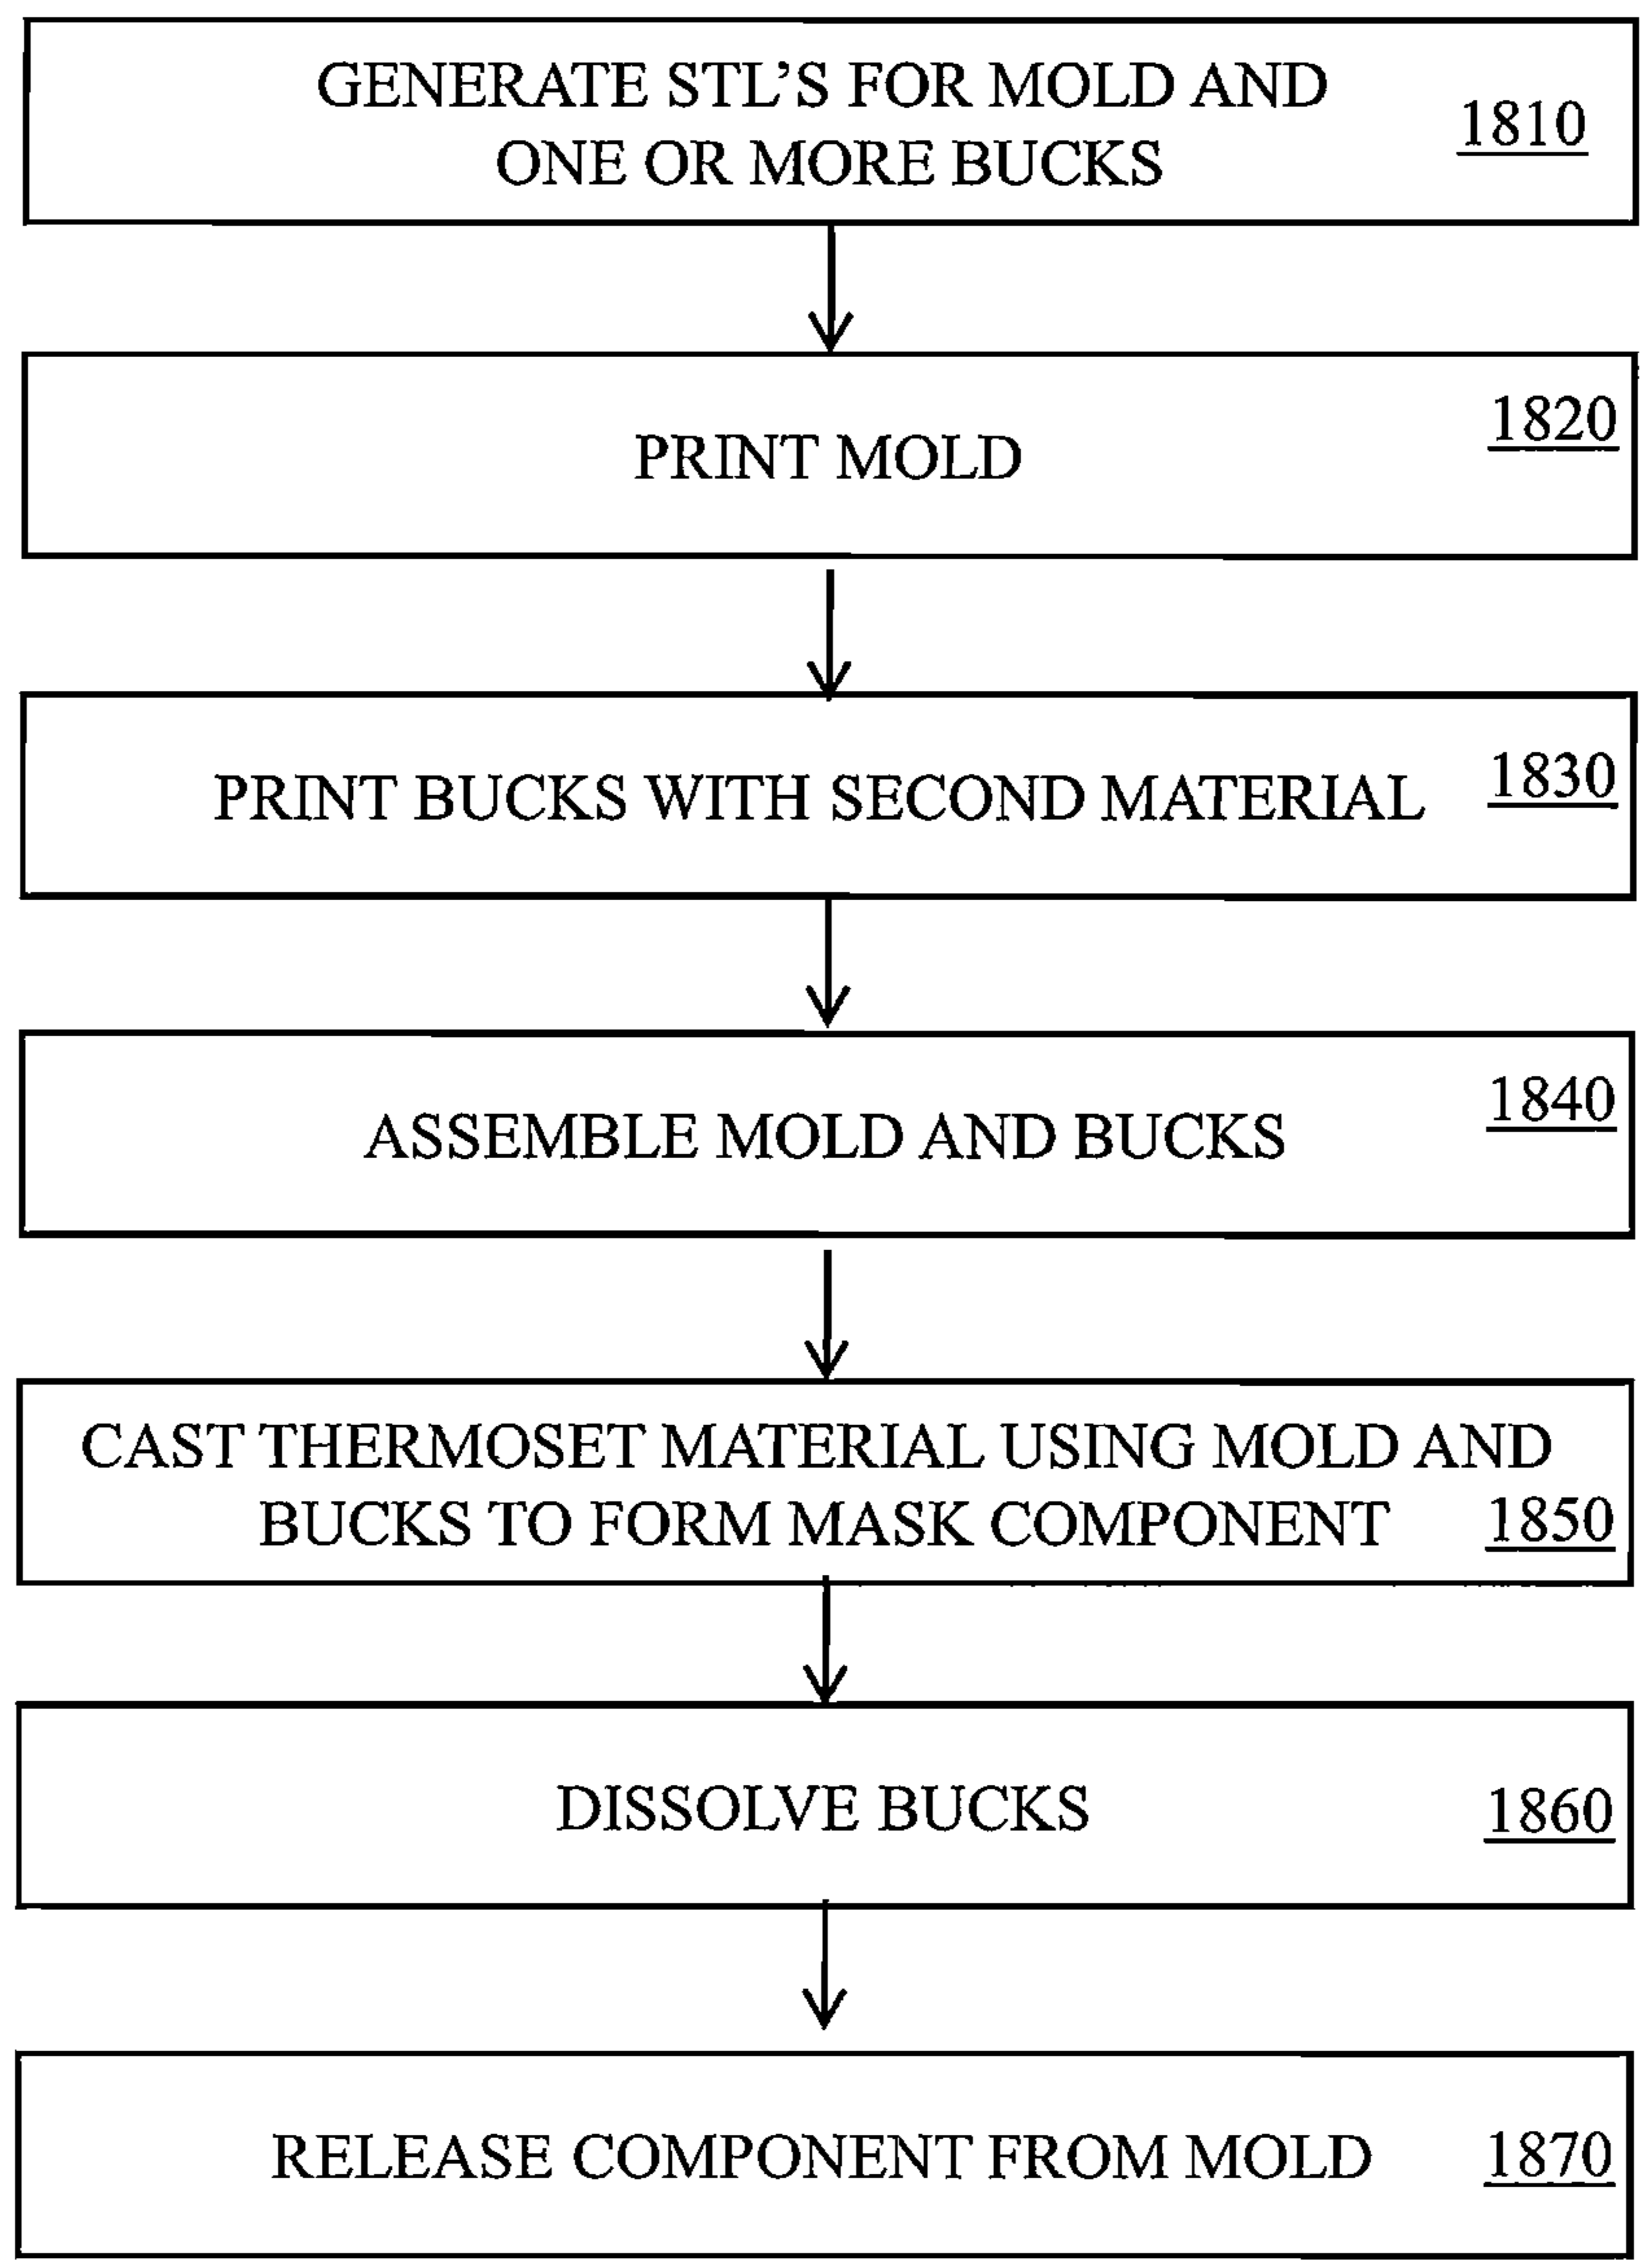 GENERATE STL'S FOR MOLD AND
ONE OR MORE BUCKS
1810
PRINT MOLD
1820
PRINT BUCKS WITH SECOND MATERIAL
1830
ASSEMBLE MOLD AND BUCKS
1840
CAST THERMOSET MATERIAL USING MOLD AND
BUCKS TO FORM MASK COMPONENT
1850
DISSOLVE BUCKS
1860
RELEASE COMPONENT FROM MOLD
1870